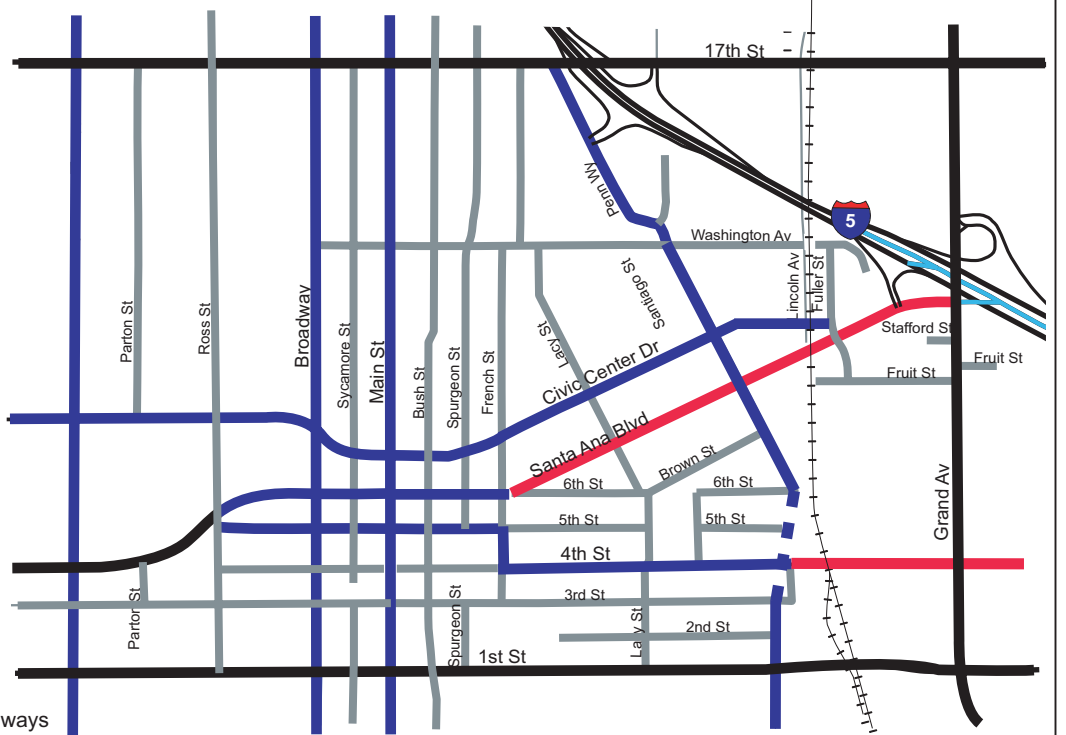 17th St
5
Penn Wy
Washington Av
Santiago St
Lincoln Av
Fuller St
Parton St
Ross St
Broadway
Sycamore St
Main St
Bush St
Spurgeon St
French St
Lacy St
Civic Center Dr
Stafford St
Fruit St
Fruit St
Santa Ana Blvd
Brown St
6th St
6th St
5th St
5th St
Grand Av
4th St
3rd St
Parton St
Spurgeon St
2nd St
1st St
ways